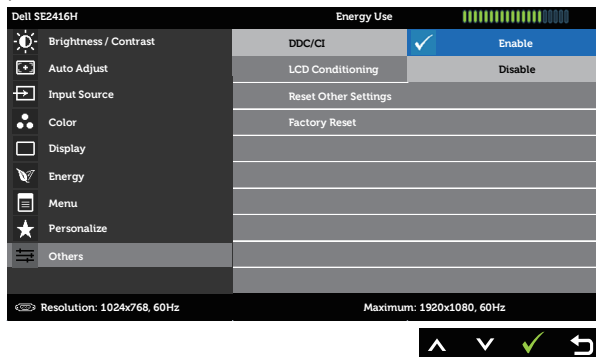 Dell SE2416H Energy Use
Brightness / Contrast DDC/CI Enable
Auto Adjust LCD Conditioning Disable
Input Source Reset Other Settings
Color Factory Reset
Display
Energy
Menu
Personalize
Others
Resolution: 1024x768, 60Hz Maximum: 1920x1080, 60Hz